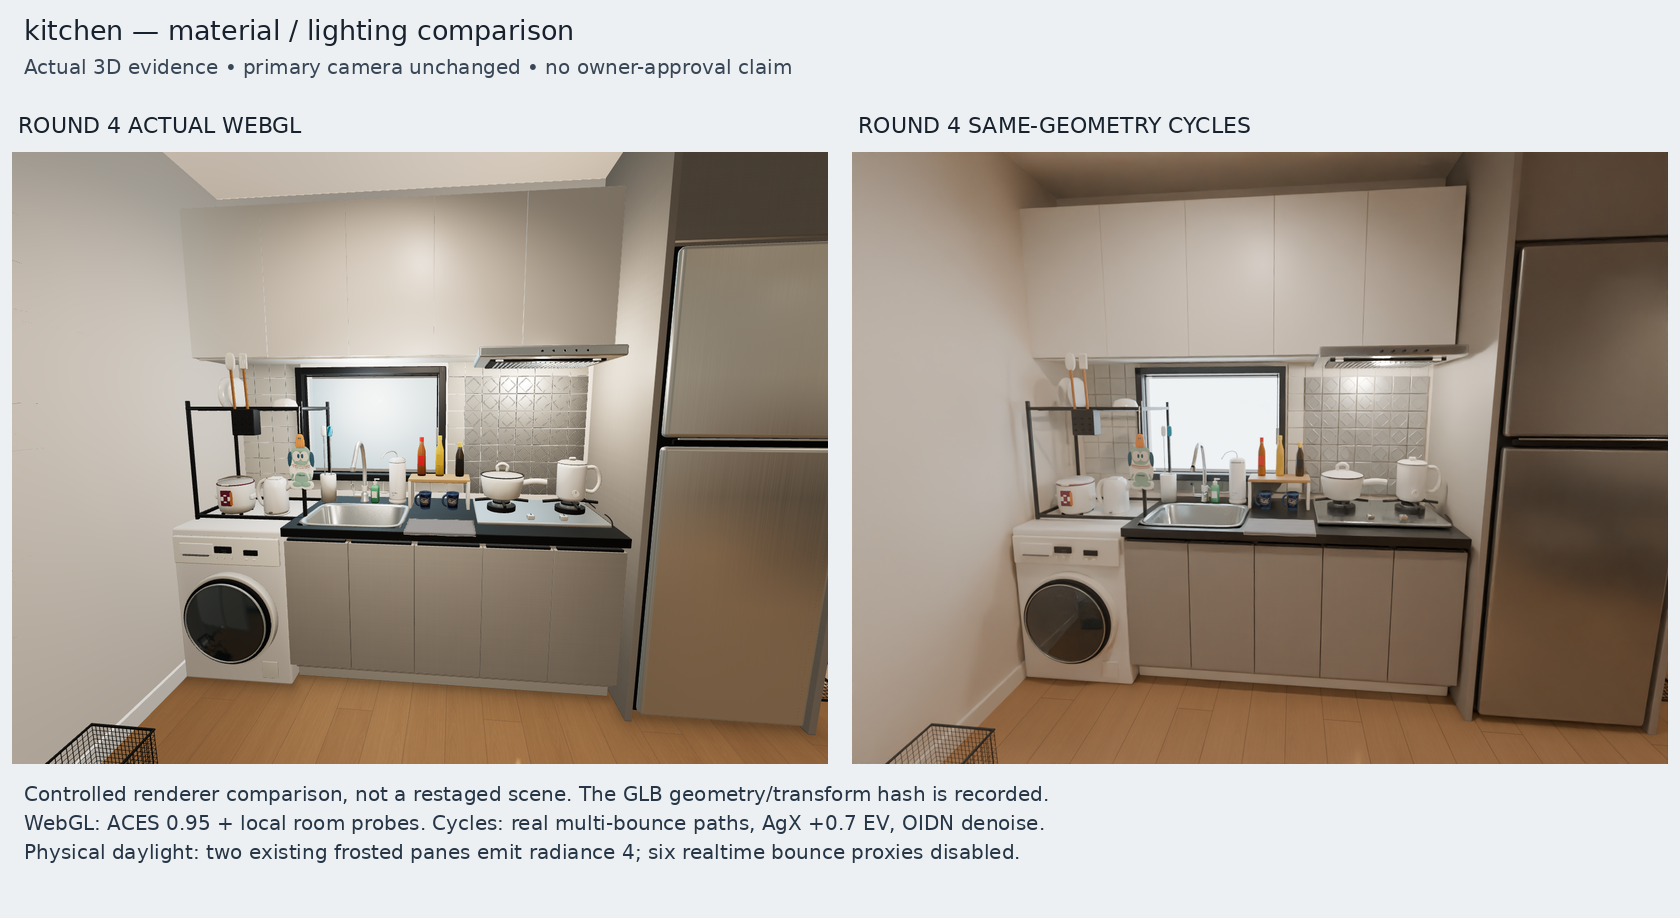 kitchen — material / lighting comparison
Actual 3D evidence • primary camera unchanged • no owner-approval claim
ROUND 4 ACTUAL WEBGL
ROUND 4 SAME-GEOMETRY CYCLES
Controlled renderer comparison, not a restaged scene. The GLB geometry/transform hash is recorded.
WebGL: ACES 0.95 + local room probes. Cycles: real multi-bounce paths, AgX +0.7 EV, OIDN denoise.
Physical daylight: two existing frosted panes emit radiance 4; six realtime bounce proxies disabled.